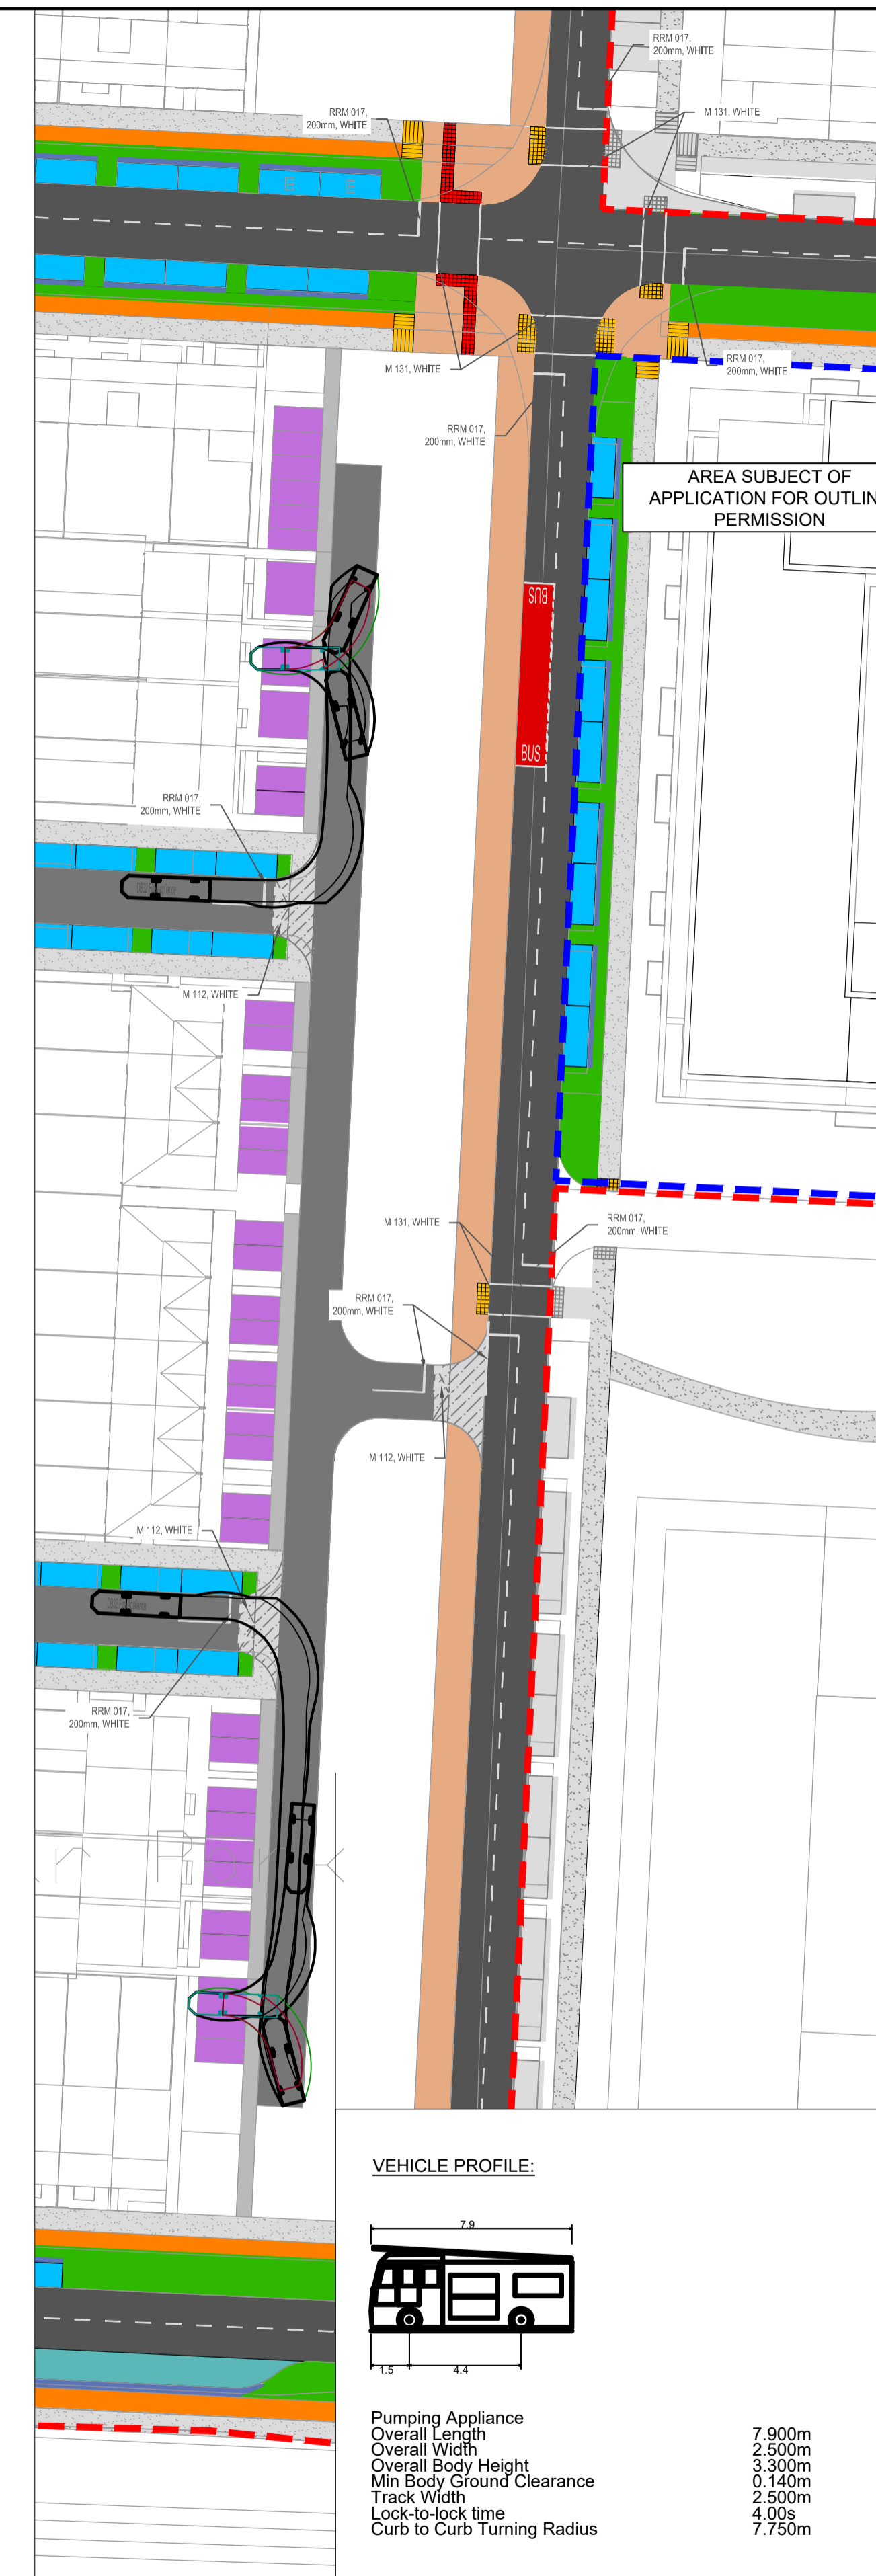 RRM 017,
200mm, WHITE
RRM 017,
200mm, WHITE
M 131, WHITE
M 131, WHITE
RRM 017,
200mm, WHITE
RRM 017,
200mm, WHITE
AREA SUBJECT OF
APPLICATION FOR OUTLIN
PERMISSION
BUS
BUS
RRM 017,
200mm, WHITE
M 112, WHITE
M 131, WHITE
RRM 017,
200mm, WHITE
RRM 017,
200mm, WHITE
M 112, WHITE
M 112, WHITE
RRM 017,
200mm, WHITE
VEHICLE PROFILE:
7.9
1.5 4.4
Pumping Appliance
Overall Length 7.900m
Overall Width 2.500m
Overall Body Height 3.300m
Min Body Ground Clearance 0.140m
Track Width 2.500m
Lock-to-lock time 4.00s
Curb to Curb Turning Radius 7.750m